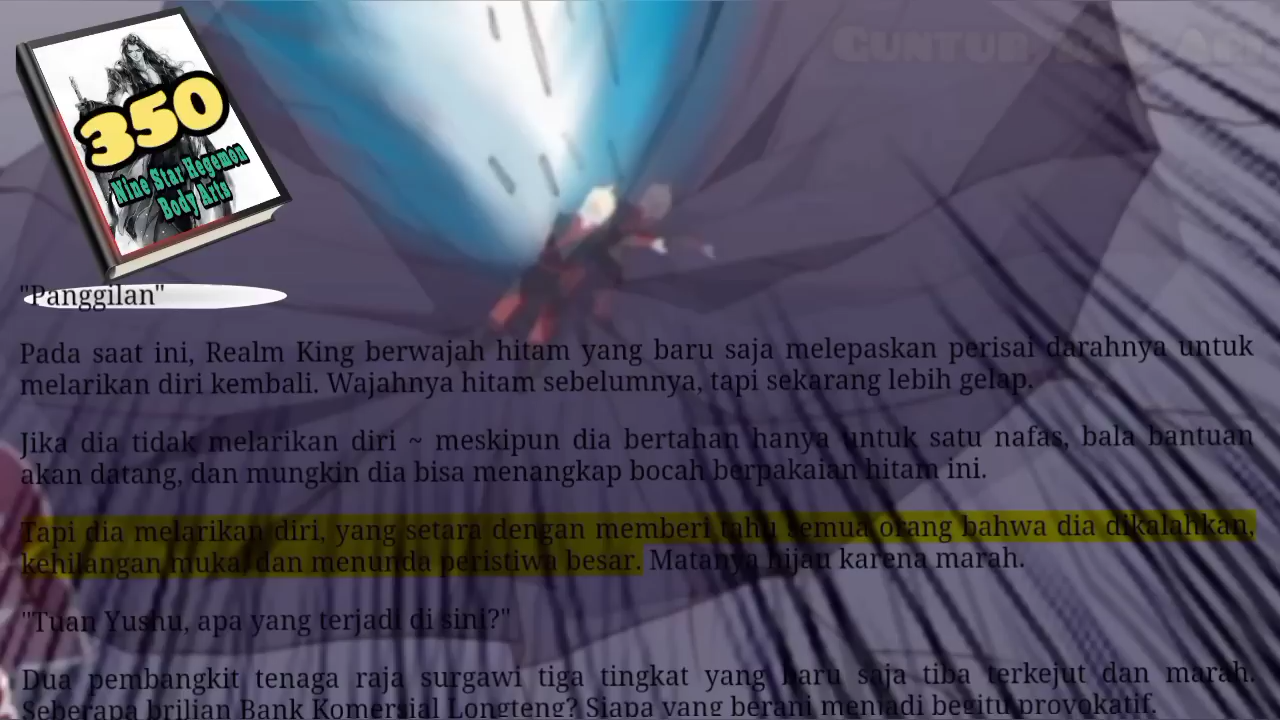 350
Nine Star Hegemon
Body Arts
"Panggilan"
Pada saat ini, Realm King berwajah hitam yang baru saja melepaskan perisai darahnya untuk
melarikan diri kembali. Wajahnya hitam sebelumnya, tapi sekarang lebih gelap.
Jika dia tidak melarikan diri ~ meskipun dia bertahan hanya untuk satu nafas, bala bantuan
akan datang, dan mungkin dia bisa menangkap bocah berpakaian hitam ini.
Tapi dia melarikan diri, yang setara dengan memberi tahu semua orang bahwa dia dikalahkan,
kehilangan muka, dan menunda peristiwa besar. Matanya hijau karena marah.
"Tuan Yushu, apa yang terjadi di sini?"
Dua pembangkit tenaga raja surgawi tiga tingkat yang baru saja tiba terkejut dan marah.
Seberapa brilian Bank Komersial Longteng? Siapa yang berani menjadi begitu provokatif.